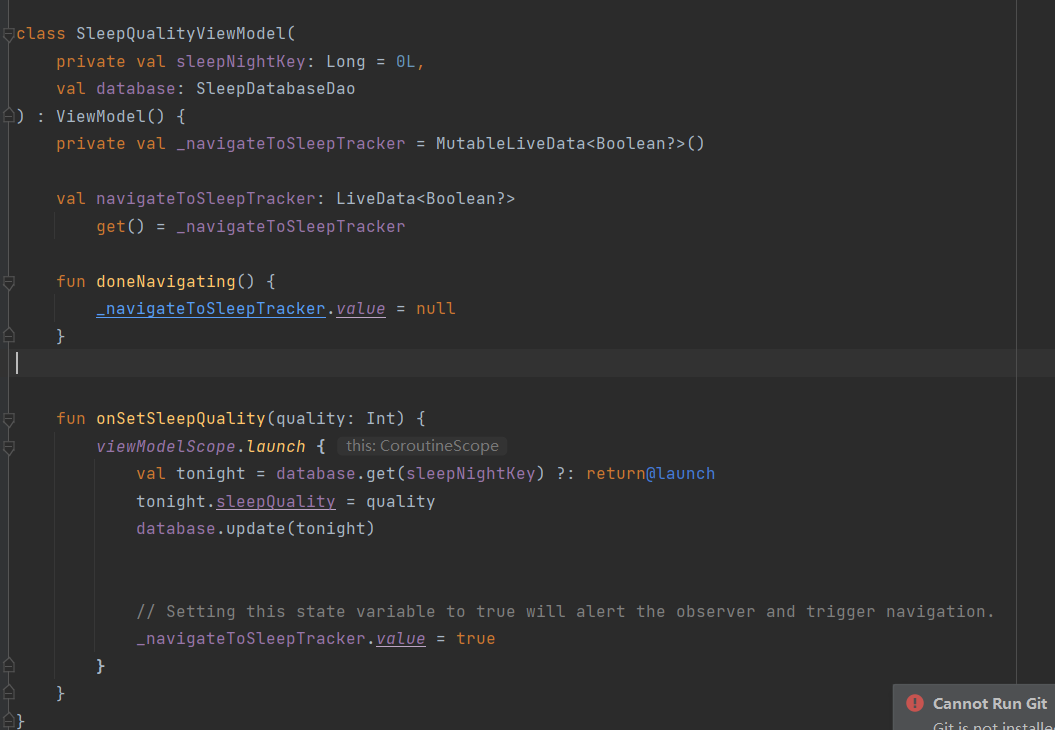 class SleepQualityViewModel(
    private val sleepNightKey: Long = 0L,
    val database: SleepDatabaseDao
) : ViewModel() {
    private val _navigateToSleepTracker = MutableLiveData<Boolean?>()
    val navigateToSleepTracker: LiveData<Boolean?>
        get() = _navigateToSleepTracker
    fun doneNavigating() {
        _navigateToSleepTracker.value = null
    }
    fun onSetSleepQuality(quality: Int) {
        viewModelScope.launch { this: CoroutineScope
            val tonight = database.get(sleepNightKey) ?: return@launch
            tonight.sleepQuality = quality
            database.update(tonight)
            // Setting this state variable to true will alert the observer and trigger navigation.
            _navigateToSleepTracker.value = true
        }
    }
}
Cannot Run Git
Git is not